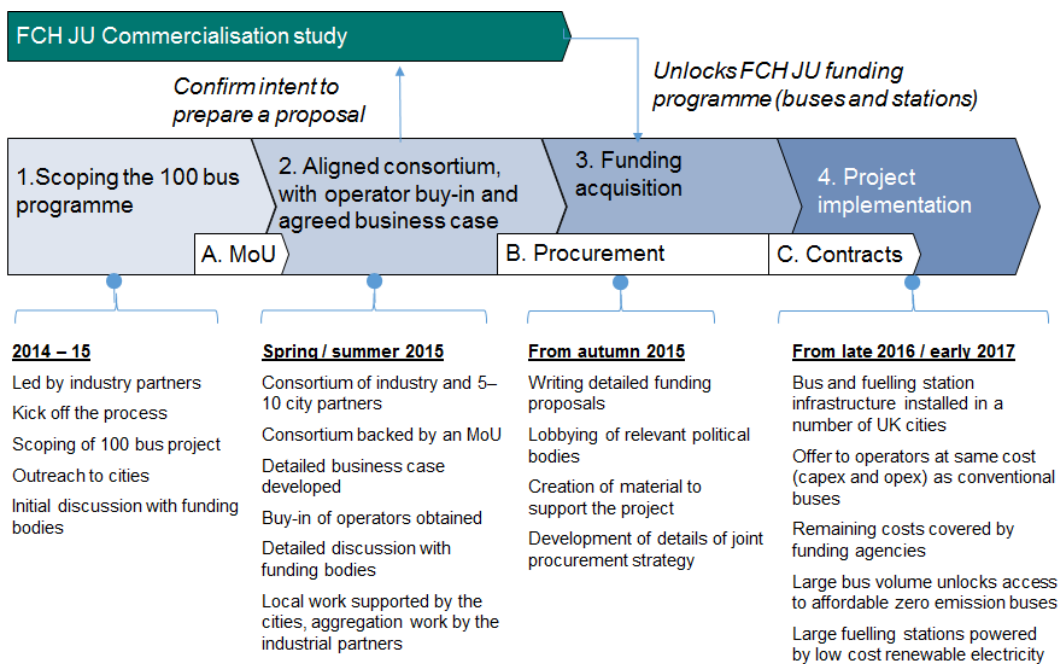 FCH JU Commercialisation study
Confirm intent to
prepare a proposal
Unlocks FCH JU funding
programme (buses and stations)
1.Scoping the 100 bus
programme
2. Aligned consortium,
with operator buy-in and
agreed business case
3. Funding
acquisition
4. Project
implementation
A. MoU
B. Procurement
C. Contracts
2014 – 15
Led by industry partners
Kick off the process
Scoping of 100 bus project
Outreach to cities
Initial discussion with funding
bodies
Spring / summer 2015
Consortium of industry and 5–
10 city partners
Consortium backed by an MoU
Detailed business case
developed
Buy-in of operators obtained
Detailed discussion with
funding bodies
Local work supported by the
cities, aggregation work by the
industrial partners
From autumn 2015
Writing detailed funding
proposals
Lobbying of relevant political
bodies
Creation of material to
support the project
Development of details of joint
procurement strategy
From late 2016 / early 2017
Bus and fuelling station
infrastructure installed in a
number of UK cities
Offer to operators at same cost
(capex and opex) as conventional
buses
Remaining costs covered by
funding agencies
Large bus volume unlocks access
to affordable zero emission buses
Large fuelling stations powered
by low cost renewable electricity